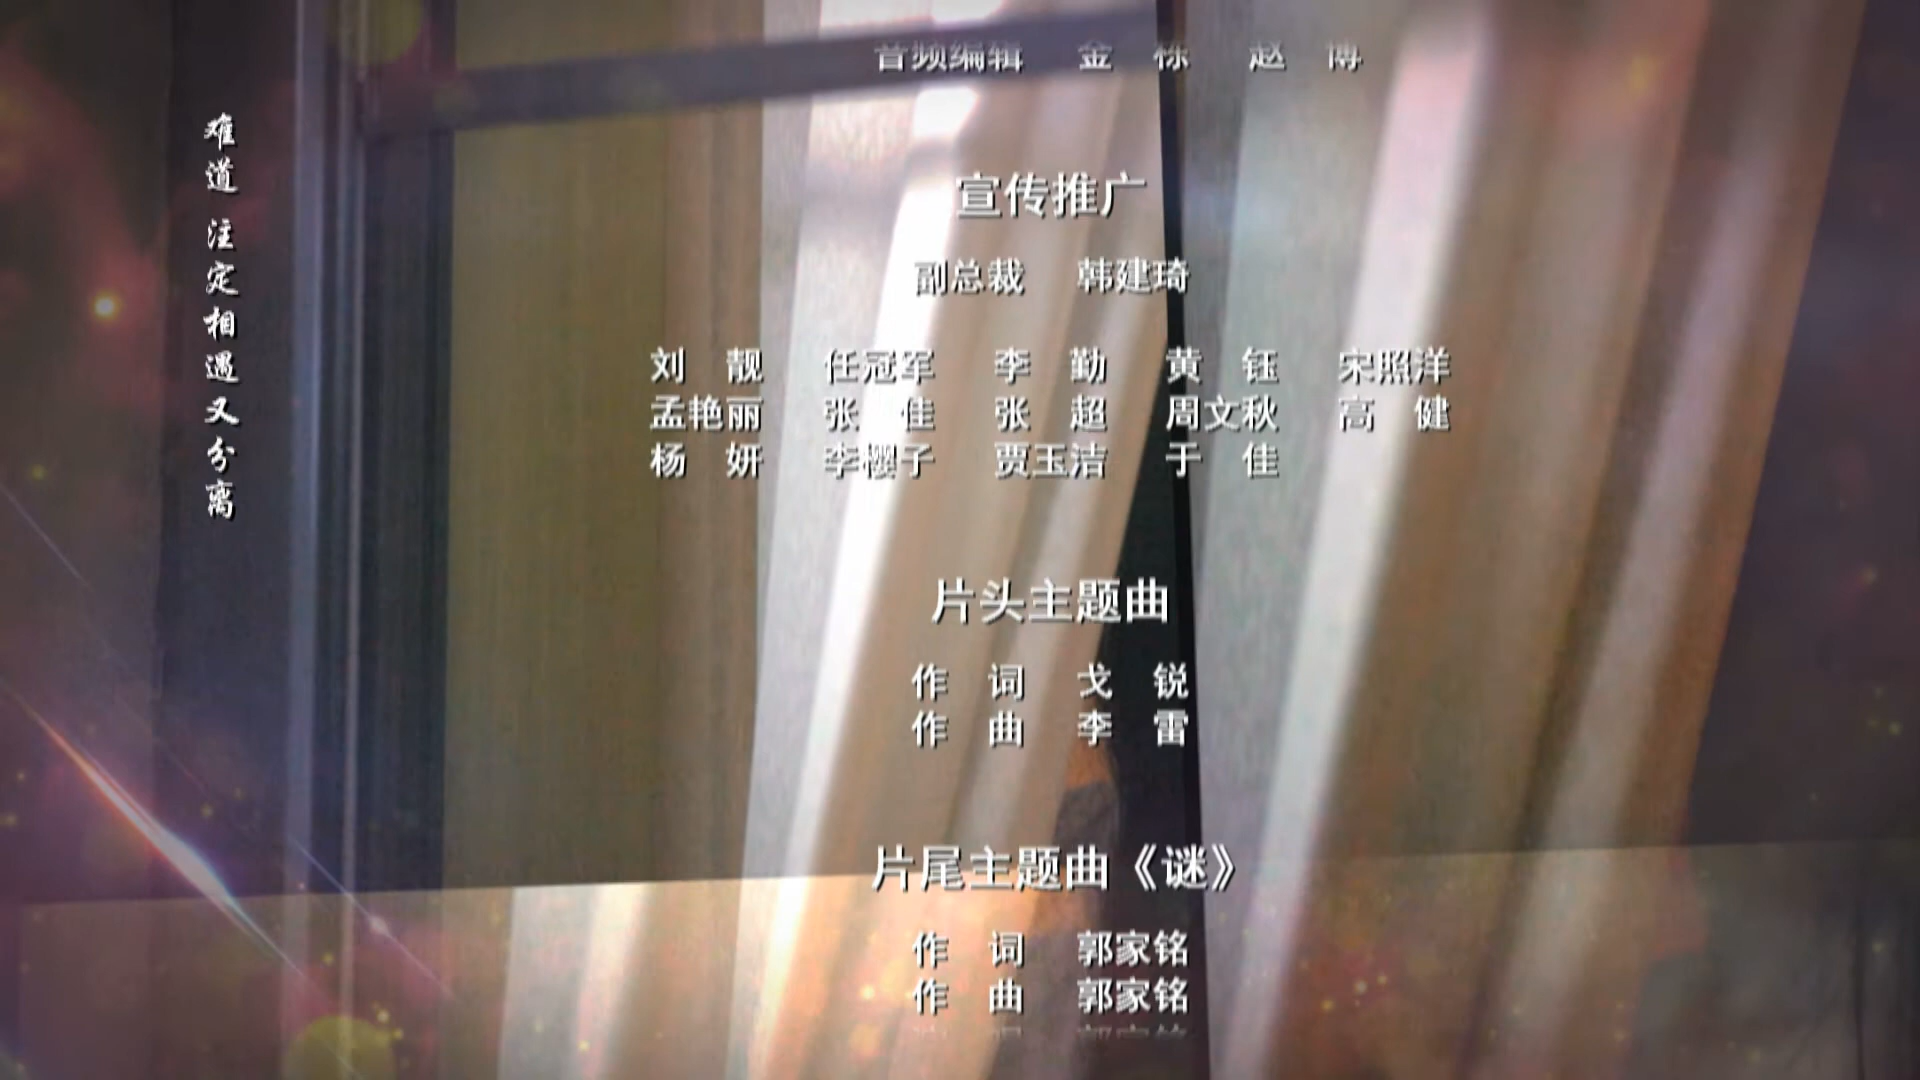 音频编辑 金 栎 赵 博
难道 注定相遇又分离
宣传推广
副总裁 韩建琦
刘 靓 任冠军 李 勤 黄 钰 宋照洋
孟艳丽 张 佳 张 超 周文秋 高 健
杨 妍 李樱子 贾玉洁 于 佳
片头主题曲
作 词 戈 锐
作 曲 李 雷
片尾主题曲《谜》
作 词 郭家铭
作 曲 郭家铭